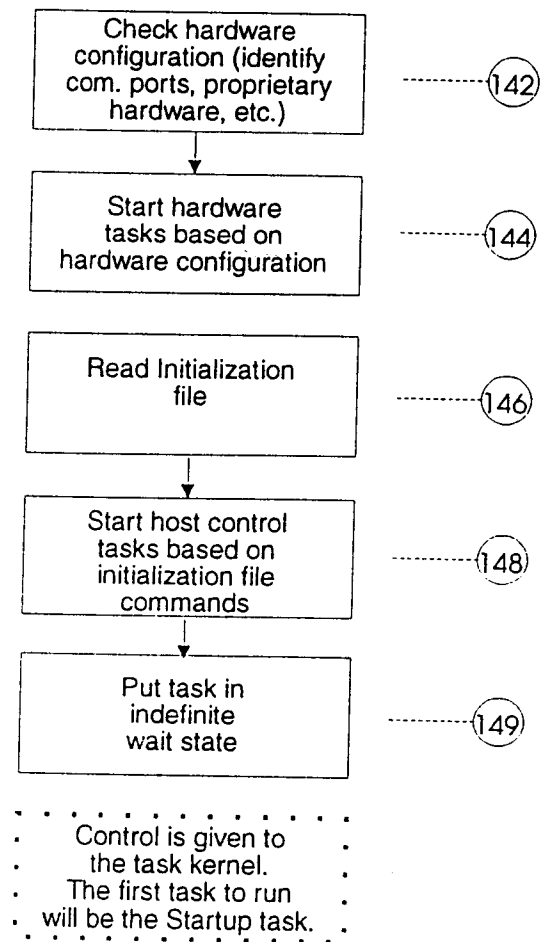 Check hardware
configuration (identify
com. ports, proprietary
hardware, etc.)
142
Start hardware
tasks based on
hardware configuration
144
Read Initialization
file
146
Start host control
tasks based on
initialization file
commands
148
Put task in
indefinite
wait state
149
Control is given to
the task kernel.
The first task to run
will be the Startup task.